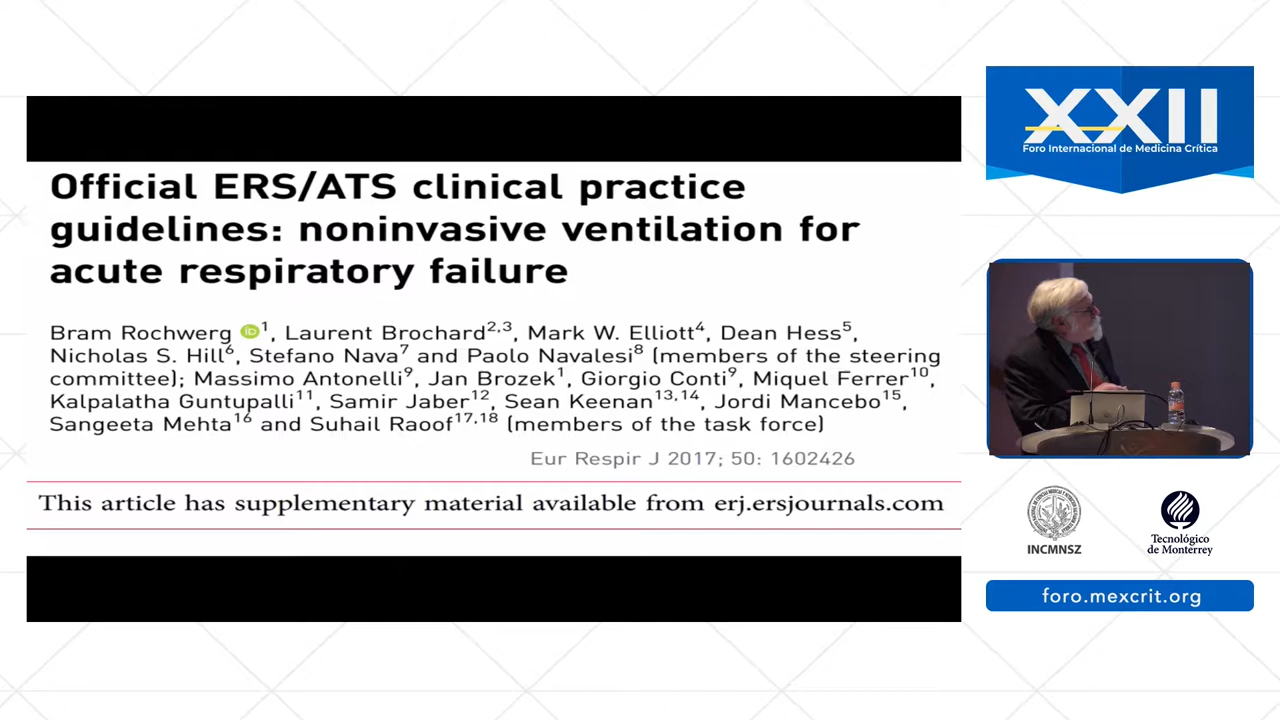 Official ERS/ATS clinical practice
guidelines: noninvasive ventilation for
acute respiratory failure
Bram Rochwerg iD 1, Laurent Brochard2,3, Mark W. Elliott4, Dean Hess5,
Nicholas S. Hill6, Stefano Nava7 and Paolo Navalesi8 (members of the steering
committee); Massimo Antonelli9, Jan Brozek1, Giorgio Conti9, Miquel Ferrer10,
Kalpalatha Guntupalli11, Samir Jaber12, Sean Keenan13,14, Jordi Mancebo15,
Sangeeta Mehta16 and Suhail Raoof17,18 (members of the task force)
Eur Respir J 2017; 50: 1602426
This article has supplementary material available from erj.ersjournals.com
XXII
Foro Internacional de Medicina Crítica
INCMNSZ
Tecnológico
de Monterrey
foro.mexcrit.org